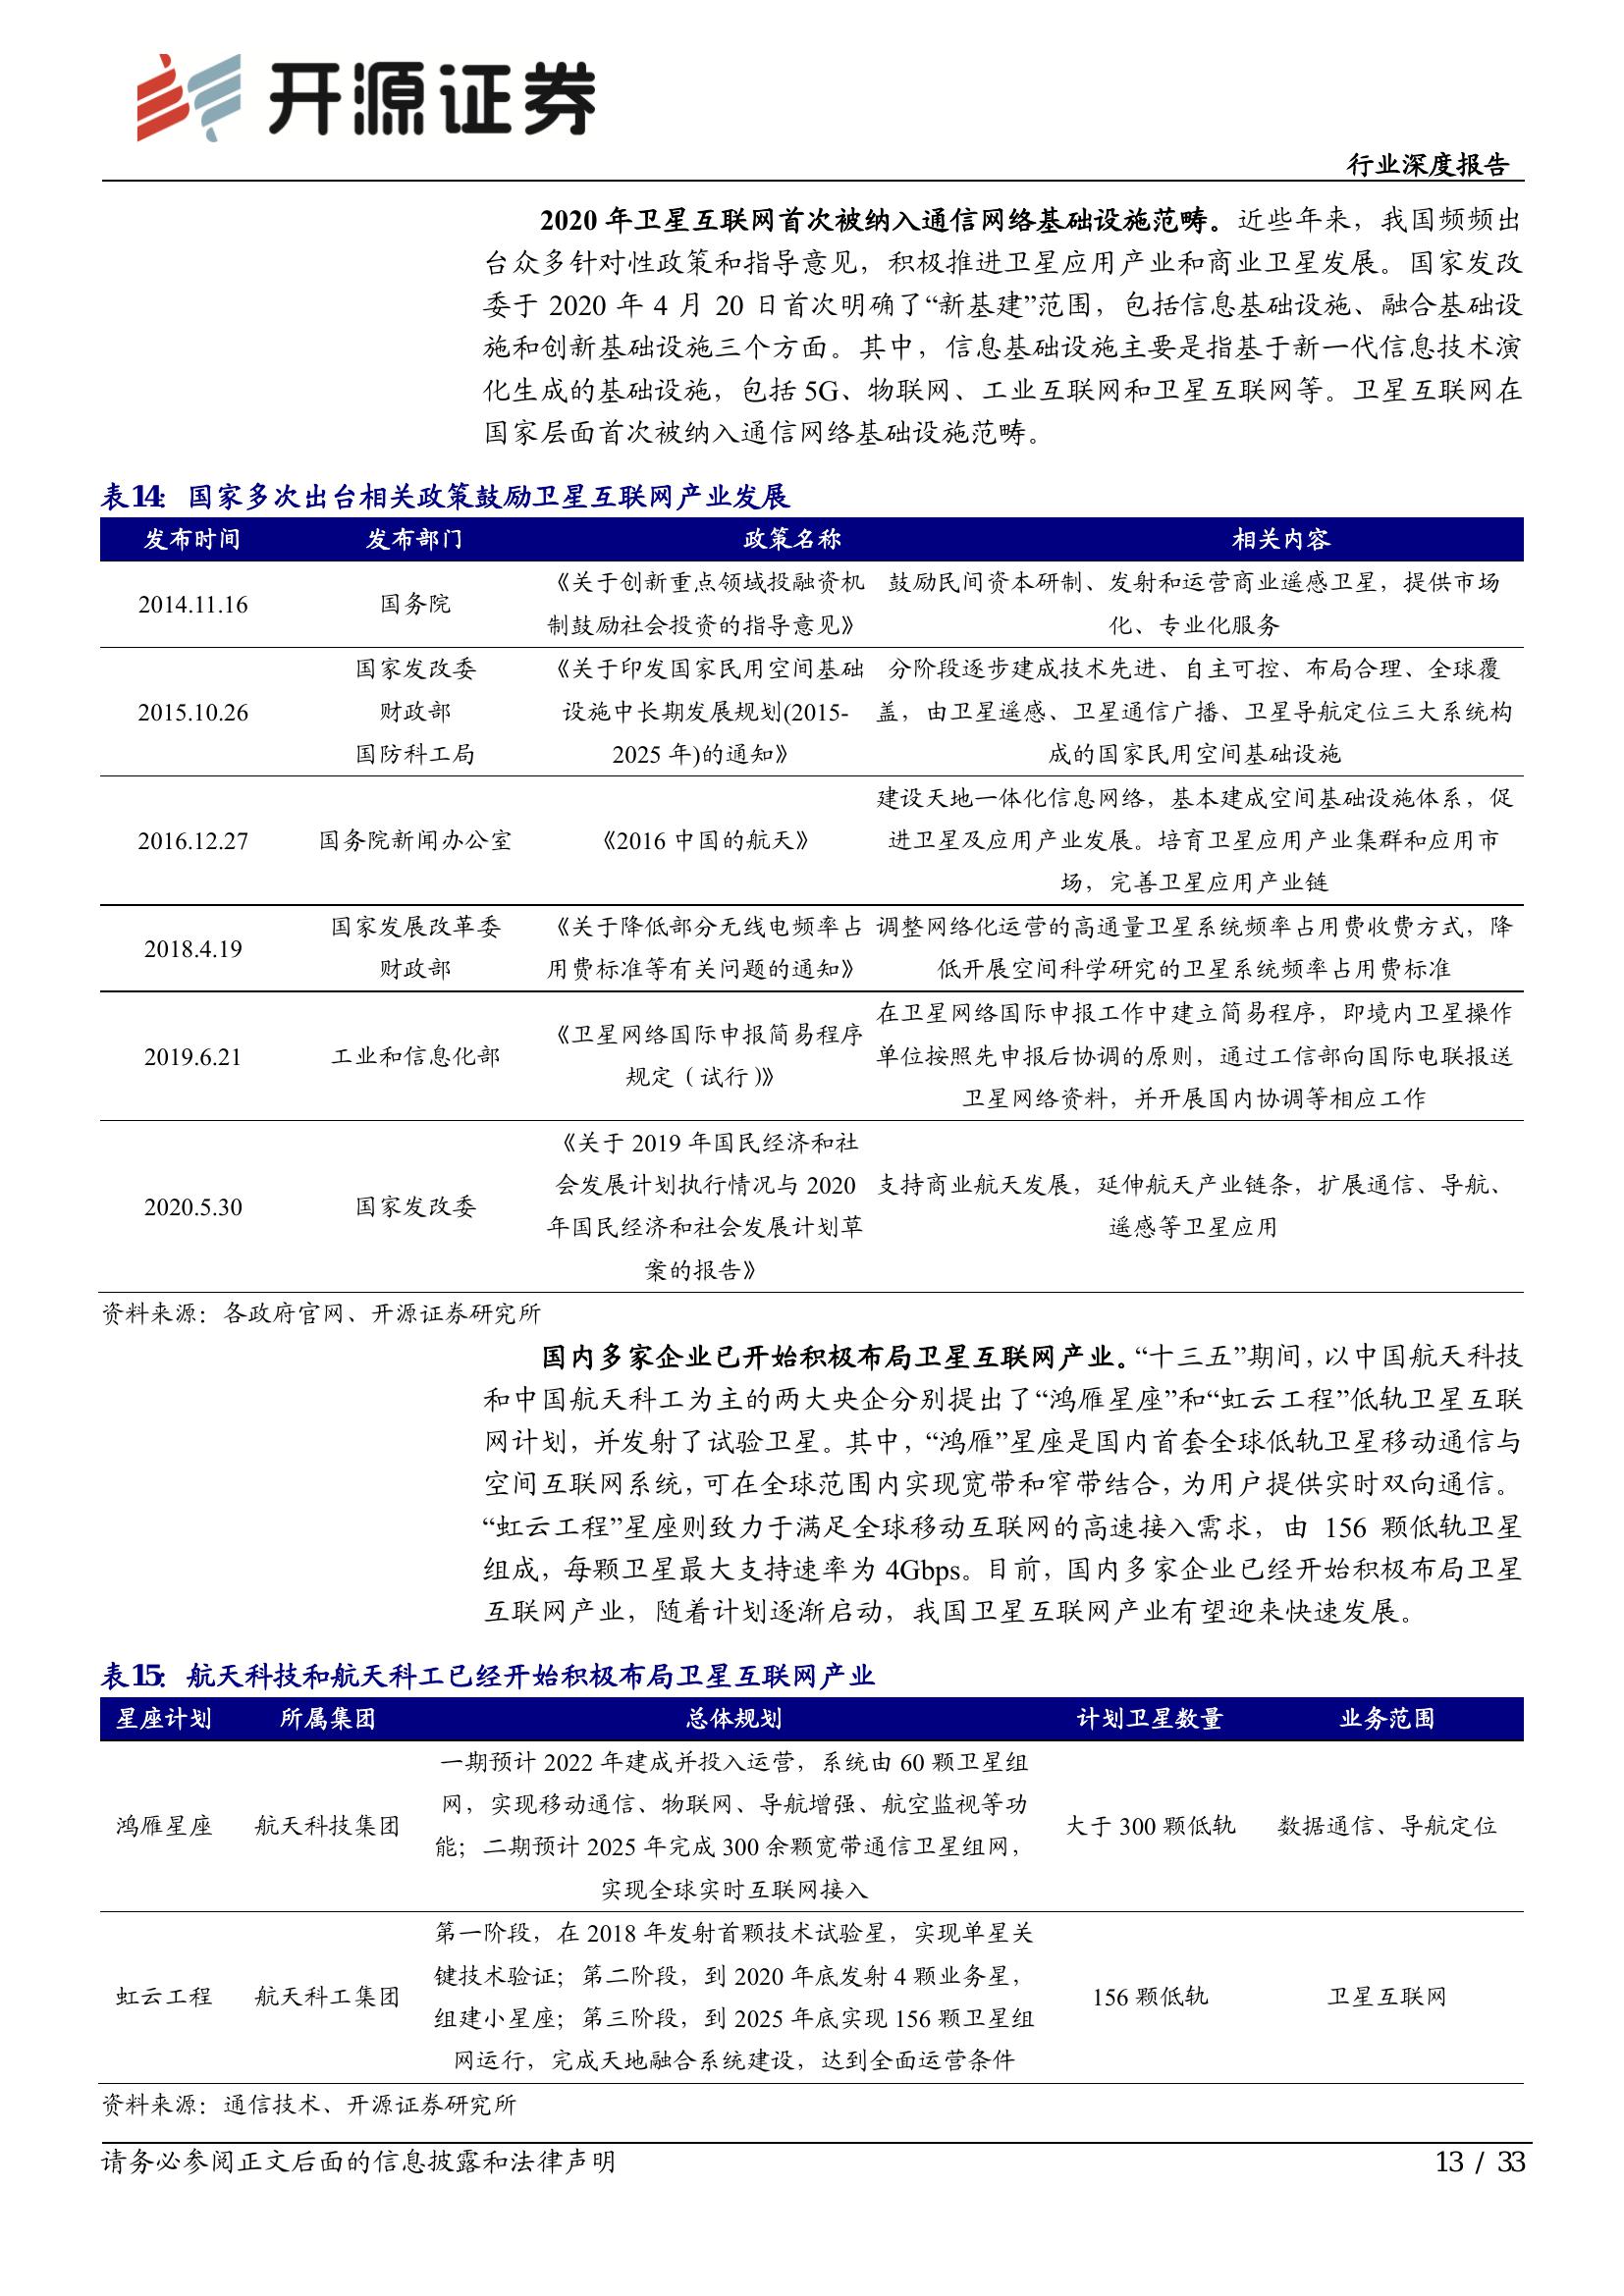 开源证券
行业深度报告
2020 年卫星互联网首次被纳入通信网络基础设施范畴。近些年来，我国频频出
台众多针对性政策和指导意见，积极推进卫星应用产业和商业卫星发展。国家发改
委于 2020 年 4 月 20 日首次明确了“新基建”范围，包括信息基础设施、融合基础设
施和创新基础设施三个方面。其中，信息基础设施主要是指基于新一代信息技术演
化生成的基础设施，包括 5G、物联网、工业互联网和卫星互联网等。卫星互联网在
国家层面首次被纳入通信网络基础设施范畴。
表14：国家多次出台相关政策鼓励卫星互联网产业发展
发布时间 发布部门 政策名称 相关内容
2014.11.16 国务院
《关于创新重点领域投融资机
制鼓励社会投资的指导意见》
鼓励民间资本研制、发射和运营商业遥感卫星，提供市场
化、专业化服务
2015.10.26
国家发改委
财政部
国防科工局
《关于印发国家民用空间基础
设施中长期发展规划(2015-
2025 年)的通知》
分阶段逐步建成技术先进、自主可控、布局合理、全球覆
盖，由卫星遥感、卫星通信广播、卫星导航定位三大系统构
成的国家民用空间基础设施
2016.12.27 国务院新闻办公室 《2016 中国的航天》
建设天地一体化信息网络，基本建成空间基础设施体系，促
进卫星及应用产业发展。培育卫星应用产业集群和应用市
场，完善卫星应用产业链
2018.4.19
国家发展改革委
财政部
《关于降低部分无线电频率占
用费标准等有关问题的通知》
调整网络化运营的高通量卫星系统频率占用费收费方式，降
低开展空间科学研究的卫星系统频率占用费标准
2019.6.21 工业和信息化部
《卫星网络国际申报简易程序
规定（试行）》
在卫星网络国际申报工作中建立简易程序，即境内卫星操作
单位按照先申报后协调的原则，通过工信部向国际电联报送
卫星网络资料，并开展国内协调等相应工作
2020.5.30 国家发改委
《关于 2019 年国民经济和社
会发展计划执行情况与 2020
年国民经济和社会发展计划草
案的报告》
支持商业航天发展，延伸航天产业链条，扩展通信、导航、
遥感等卫星应用
资料来源：各政府官网、开源证券研究所
国内多家企业已开始积极布局卫星互联网产业。“十三五”期间，以中国航天科技
和中国航天科工为主的两大央企分别提出了“鸿雁星座”和“虹云工程”低轨卫星互联
网计划，并发射了试验卫星。其中，“鸿雁”星座是国内首套全球低轨卫星移动通信与
空间互联网系统，可在全球范围内实现宽带和窄带结合，为用户提供实时双向通信。
“虹云工程”星座则致力于满足全球移动互联网的高速接入需求，由 156 颗低轨卫星
组成，每颗卫星最大支持速率为 4Gbps。目前，国内多家企业已经开始积极布局卫星
互联网产业，随着计划逐渐启动，我国卫星互联网产业有望迎来快速发展。
表15：航天科技和航天科工已经开始积极布局卫星互联网产业
星座计划 所属集团 总体规划 计划卫星数量 业务范围
鸿雁星座 航天科技集团
一期预计 2022 年建成并投入运营，系统由 60 颗卫星组
网，实现移动通信、物联网、导航增强、航空监视等功
能；二期预计 2025 年完成 300 余颗宽带通信卫星组网，
实现全球实时互联网接入
大于 300 颗低轨 数据通信、导航定位
虹云工程 航天科工集团
第一阶段，在 2018 年发射首颗技术试验星，实现单星关
键技术验证；第二阶段，到 2020 年底发射 4 颗业务星，
组建小星座；第三阶段，到 2025 年底实现 156 颗卫星组
网运行，完成天地融合系统建设，达到全面运营条件
156 颗低轨 卫星互联网
资料来源：通信技术、开源证券研究所
请务必参阅正文后面的信息披露和法律声明 13 / 33